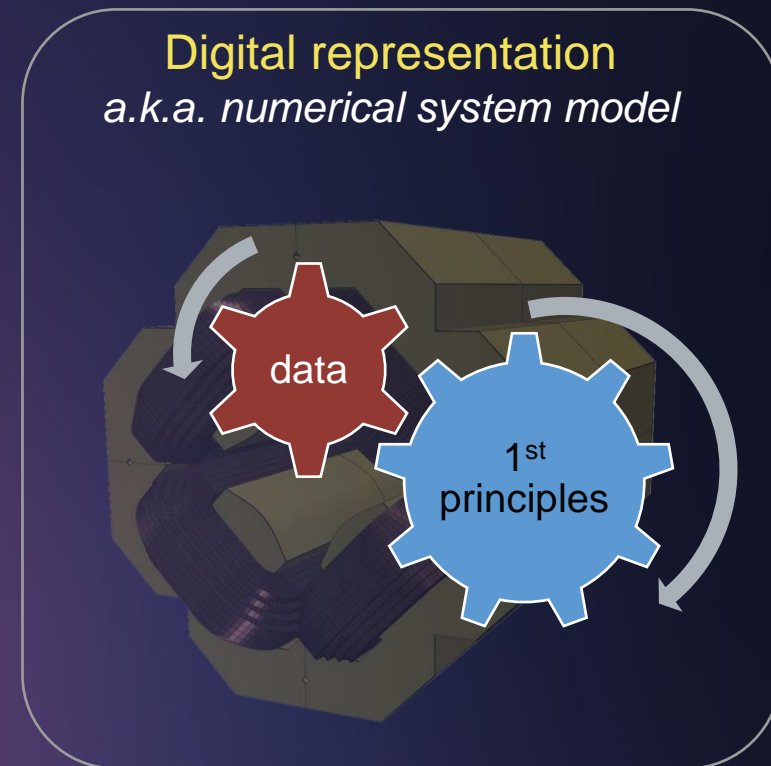 Digital representation
a.k.a. numerical system model
data
1st
principles